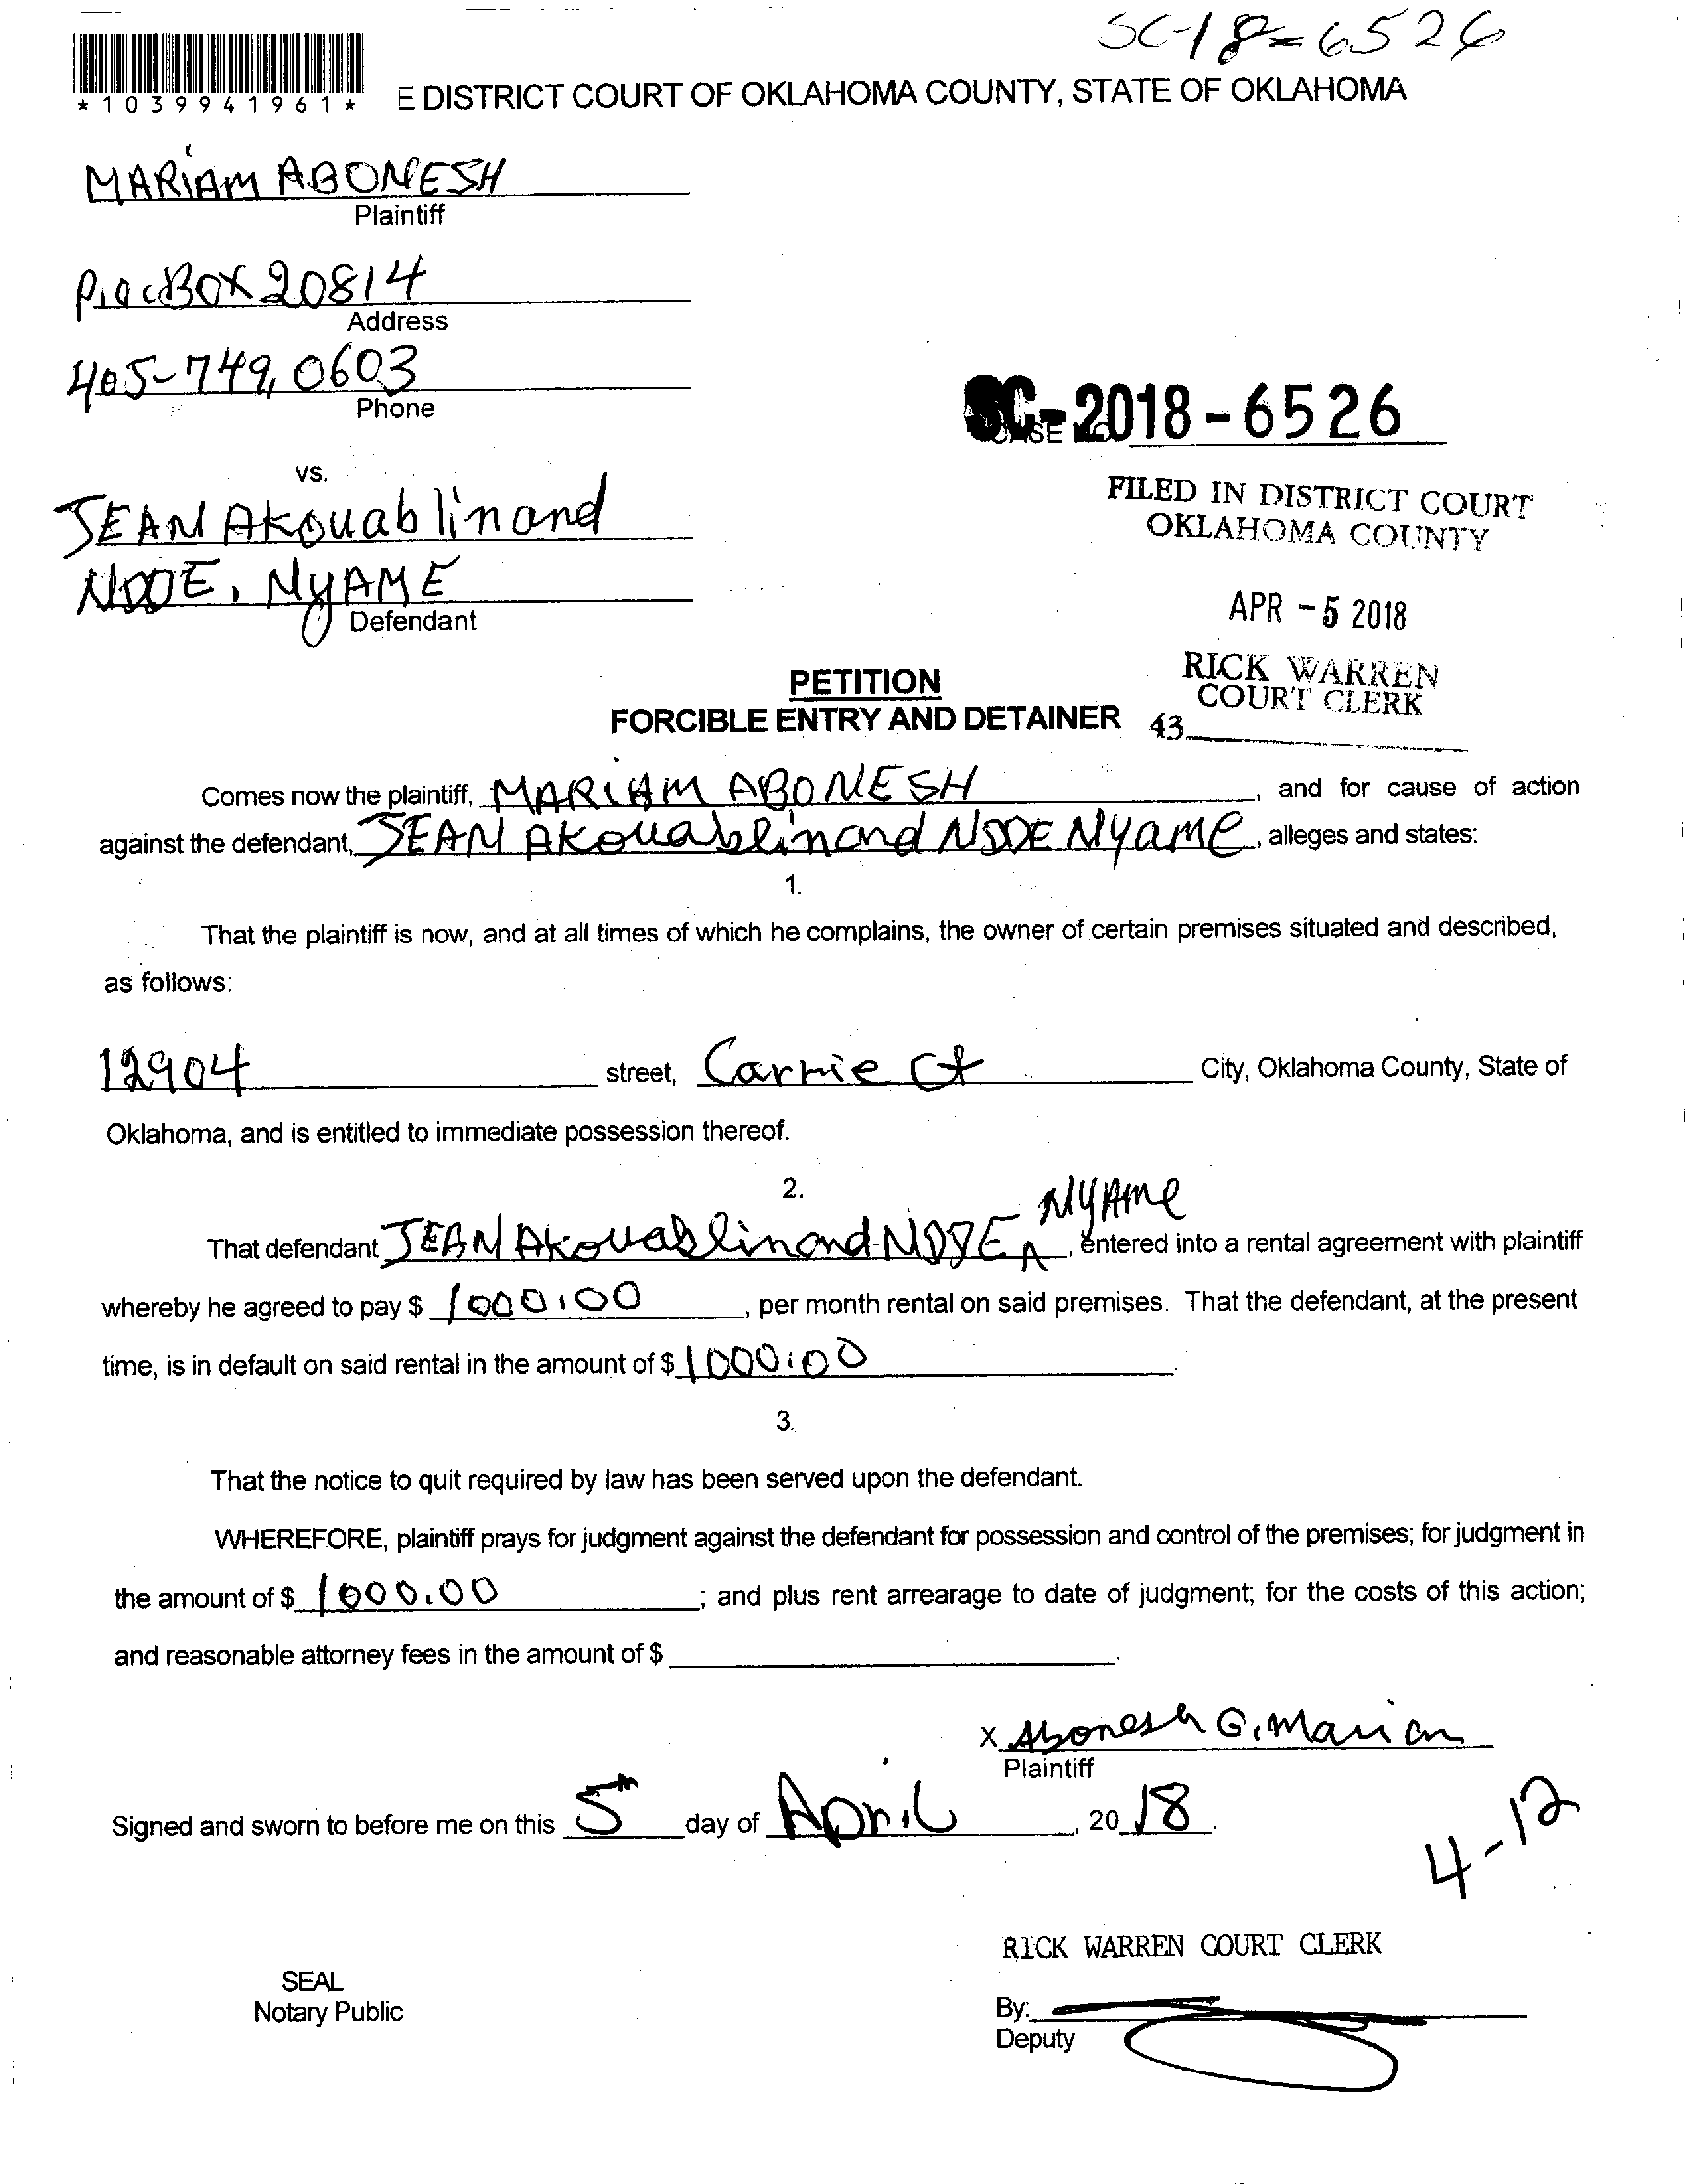 SC-18-6526
*1039941961*
E DISTRICT COURT OF OKLAHOMA COUNTY, STATE OF OKLAHOMA
MARIAM ABONESH
Plaintiff
P.O. BOX 20814
Address
405-749,0603
Phone
SC-2018-6526
vs.
JEAN Akouablinand
NDDE, NYAME
Defendant
FILED IN DISTRICT COURT
OKLAHOMA COUNTY
APR -5 2018
RICK WARREN
COURT CLERK
43
PETITION
FORCIBLE ENTRY AND DETAINER
Comes now the plaintiff, MARIAM ABONESH, and for cause of action
against the defendant, JEAN Akouablinand NDDE Nyame, alleges and states:
1.
That the plaintiff is now, and at all times of which he complains, the owner of certain premises situated and described,
as follows:
12904 street, Carrie Ct City, Oklahoma County, State of
Oklahoma, and is entitled to immediate possession thereof.
2.
That defendant JEAN Akouablinand NDDE Nyame, entered into a rental agreement with plaintiff
whereby he agreed to pay $ 1000.00, per month rental on said premises. That the defendant, at the present
time, is in default on said rental in the amount of $ 1000.00.
3.
That the notice to quit required by law has been served upon the defendant.
WHEREFORE, plaintiff prays for judgment against the defendant for possession and control of the premises; for judgment in
the amount of $ 1000.00; and plus rent arrearage to date of judgment; for the costs of this action;
and reasonable attorney fees in the amount of $
X Abonesh G. Mariam
Plaintiff
Signed and sworn to before me on this 5th day of April, 2018.
4-12
RICK WARREN COURT CLERK
SEAL
Notary Public
By:
Deputy